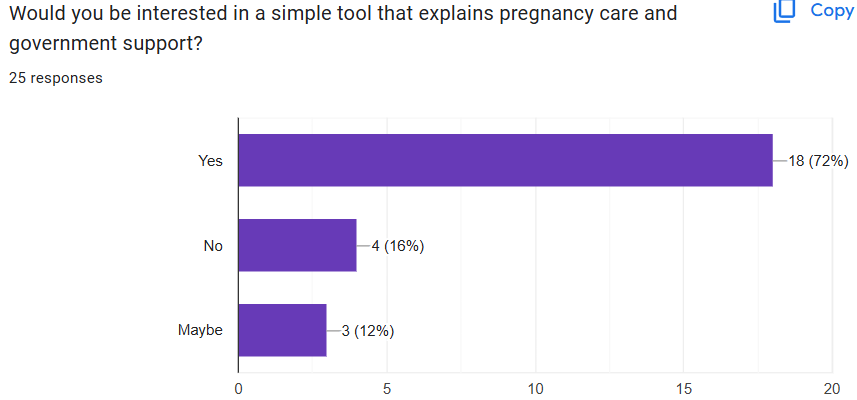 Would you be interested in a simple tool that explains pregnancy care and
government support?
Copy
25 responses
Yes
18 (72%)
No
4 (16%)
Maybe
3 (12%)
0
5
10
15
20